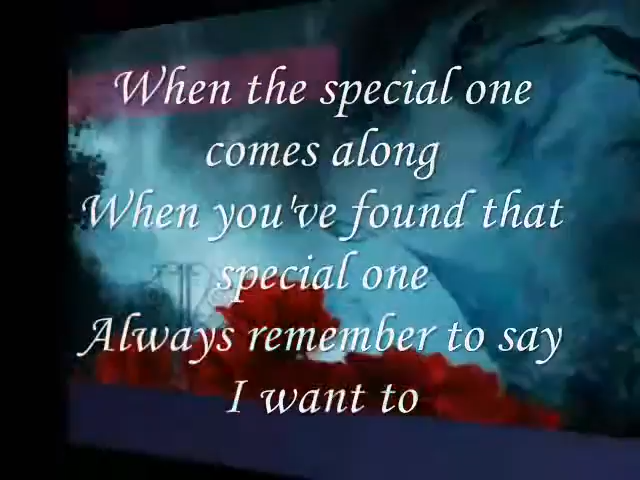 When the special one
comes along
When you've found that
special one
Always remember to say
I want to